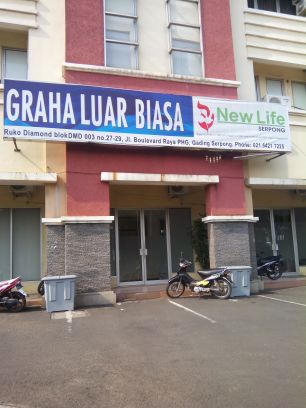 GRAHA LUAR BIASA
New Life
SERPONG
Ruko Diamond blokDMD 003 no.27-29, Jl. Boulevard Raya PHG, Gading Serpong, Phone: 021.5421 7235